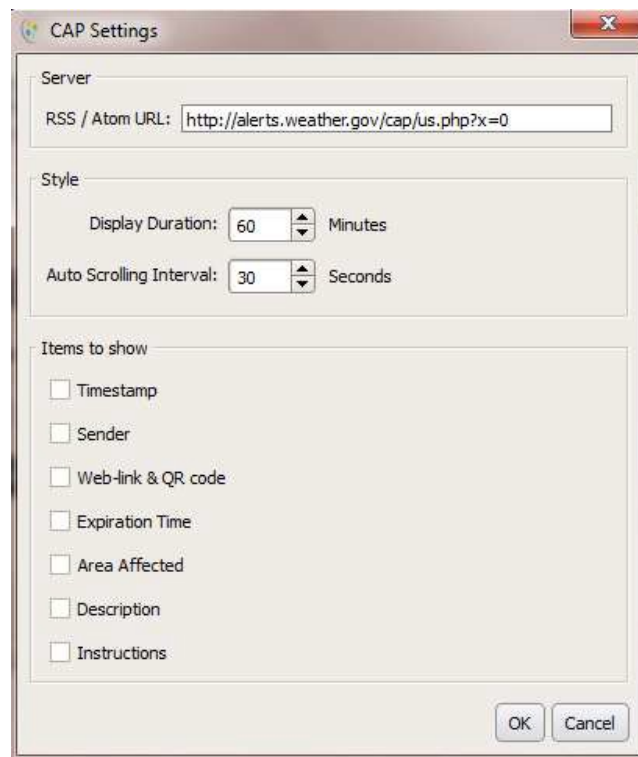 CAP Settings
Server
RSS / Atom URL: http://alerts.weather.gov/cap/us.php?x=0
Style
Display Duration: 60 Minutes
Auto Scrolling Interval: 30 Seconds
Items to show
Timestamp
Sender
Web-link & QR code
Expiration Time
Area Affected
Description
Instructions
OK Cancel